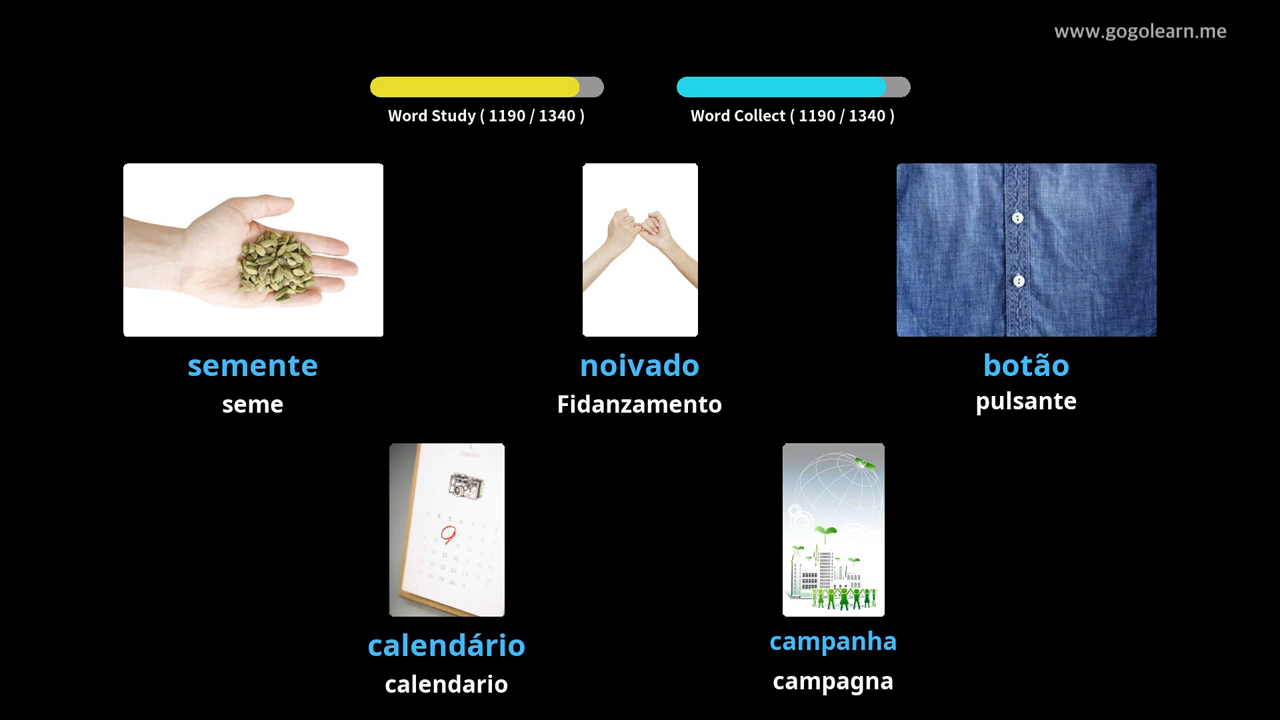 www.gogolearn.me
Word Study ( 1190 / 1340 )
Word Collect ( 1190 / 1340 )
semente
seme
noivado
Fidanzamento
botão
pulsante
calendário
calendario
campanha
campagna